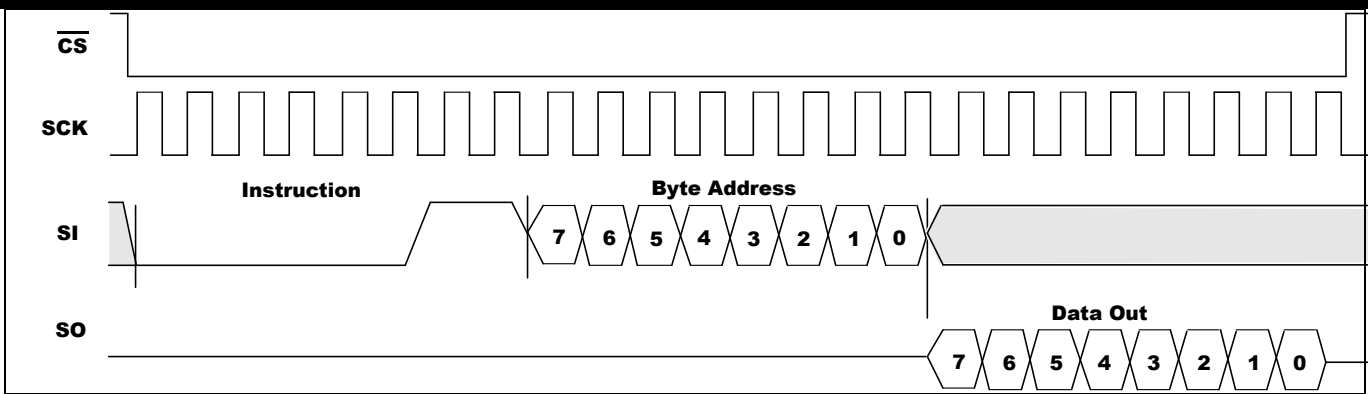 CS
SCK
Instruction Byte Address
SI 7 6 5 4 3 2 1 0
Data Out
SO
7 6 5 4 3 2 1 0